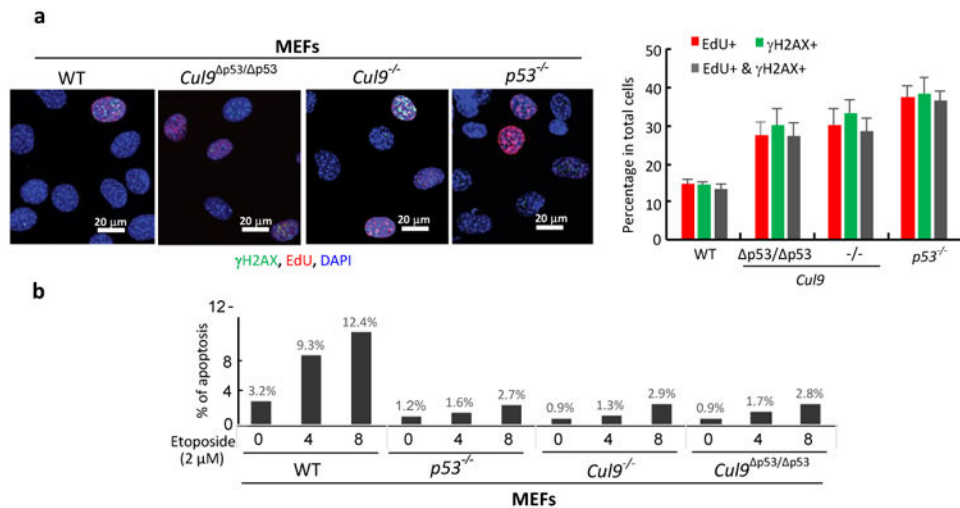 a
MEFs
WT Cul9Δp53/Δp53 Cul9-/- p53-/-
20 μm 20 μm 20 μm 20 μm
γH2AX, EdU, DAPI
50
40
30
20
10
0
Percentage in total cells
EdU+ γH2AX+
EdU+ & γH2AX+
WT Δp53/Δp53 -/- p53-/-
Cul9
b
12-
8
4
0
% of apoptosis
3.2% 9.3% 12.4% 1.2% 1.6% 2.7% 0.9% 1.3% 2.9% 0.9% 1.7% 2.8%
Etoposide 0 4 8 0 4 8 0 4 8 0 4 8
(2 μM)
WT p53-/- Cul9-/- Cul9Δp53/Δp53
MEFs